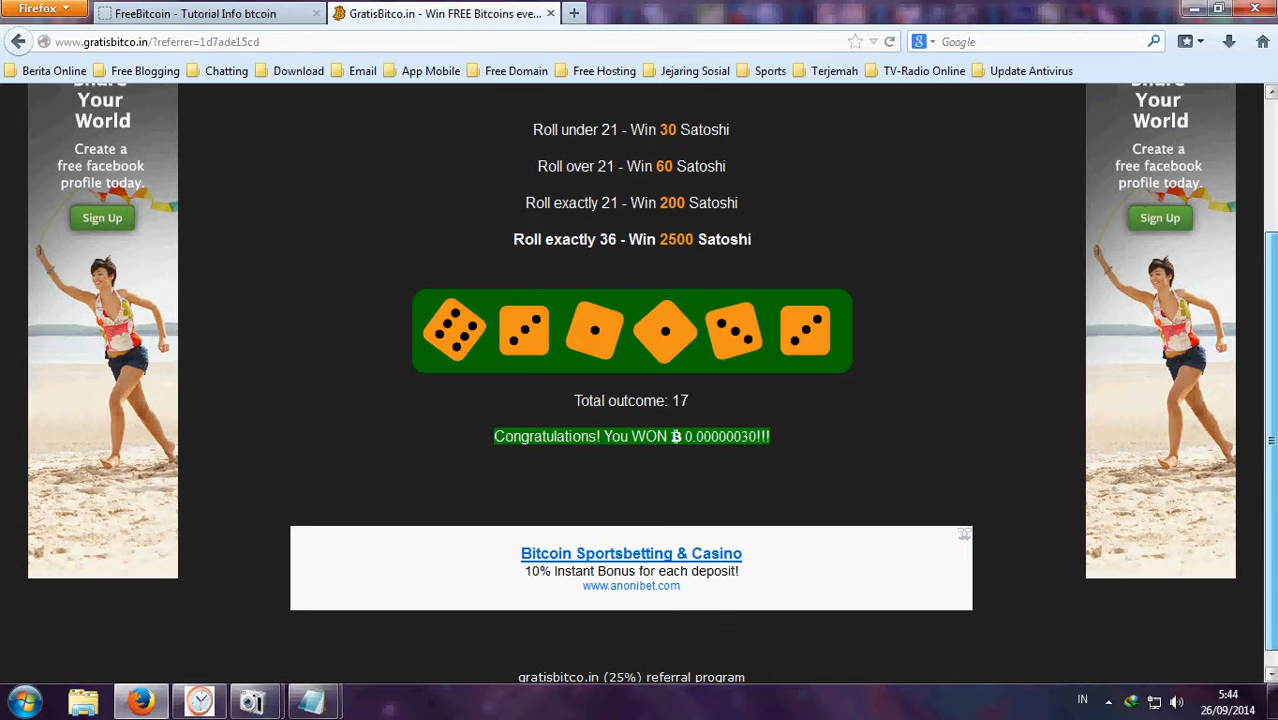 Firefox
FreeBitcoin - Tutorial Info btcoin
GratisBitco.in - Win FREE Bitcoins eve...
www.gratisbitco.in/?referrer=1d7ade15cd
Google
Berita Online
Free Blogging
Chatting
Download
Email
App Mobile
Free Domain
Free Hosting
Jejaring Sosial
Sports
Terjemah
TV-Radio Online
Update Antivirus
Share
Your
World
Create a
free facebook
profile today.
Sign Up
Roll under 21 - Win 30 Satoshi
Roll over 21 - Win 60 Satoshi
Roll exactly 21 - Win 200 Satoshi
Roll exactly 36 - Win 2500 Satoshi
Total outcome: 17
Congratulations! You WON ₿ 0.00000030!!!
Bitcoin Sportsbetting & Casino
10% Instant Bonus for each deposit!
www.anonibet.com
gratisbitco.in (25%) referral program
Share
Your
World
Create a
free facebook
profile today.
Sign Up
IN
5:44
26/09/2014